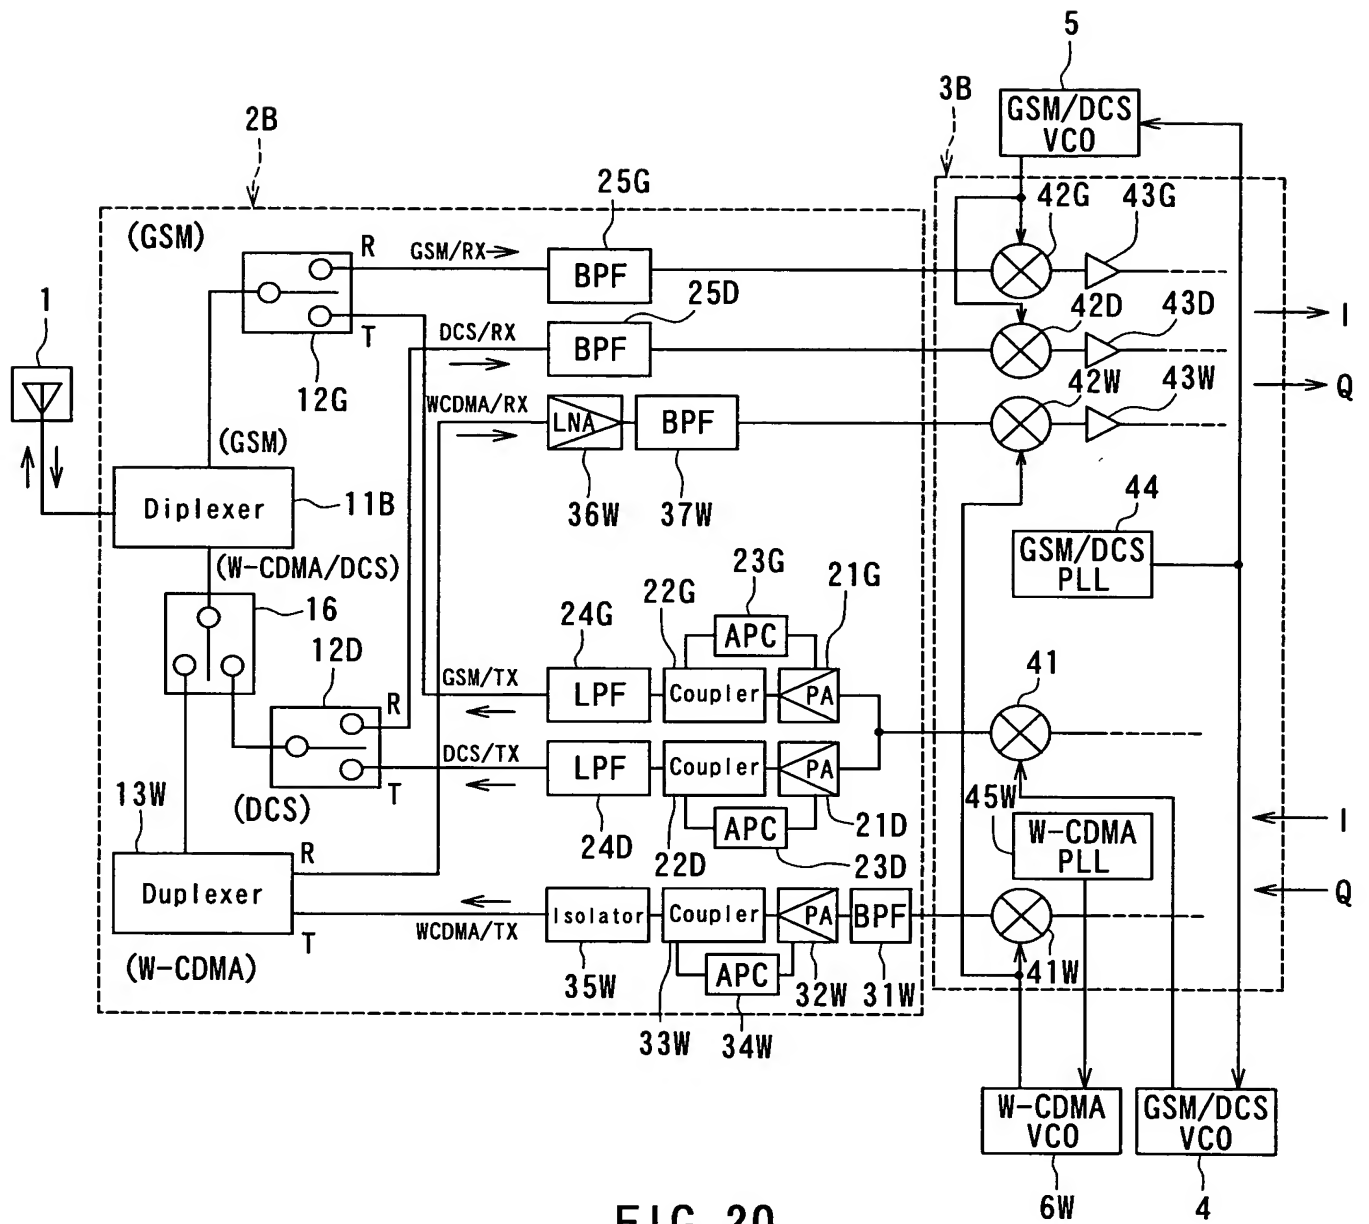 5
GSM/DCS
VCO
3B
2B
(GSM)
R
GSM/RX
25G
BPF
42G
43G
1
T
12G
DCS/RX
25D
BPF
42D
43D
I
WCDMA/RX
LNA
BPF
42W
43W
Q
36W
37W
(GSM)
Diplexer
11B
(W-CDMA/DCS)
44
GSM/DCS
PLL
16
12D
R
T
(DCS)
GSM/TX
24G
LPF
22G
Coupler
23G
APC
21G
PA
41
DCS/TX
LPF
24D
Coupler
22D
PA
21D
APC
23D
45W
W-CDMA
PLL
I
Q
13W
Duplexer
R
T
(W-CDMA)
WCDMA/TX
Isolator
35W
Coupler
33W
APC
34W
PA
32W
BPF
31W
41W
W-CDMA
VCO
6W
GSM/DCS
VCO
4
FIG.20